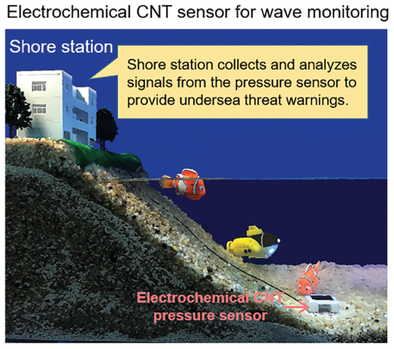 Electrochemical CNT sensor for wave monitoring
Shore station
Shore station collects and analyzes
signals from the pressure sensor to
provide undersea threat warnings.
Electrochemical CNT
pressure sensor